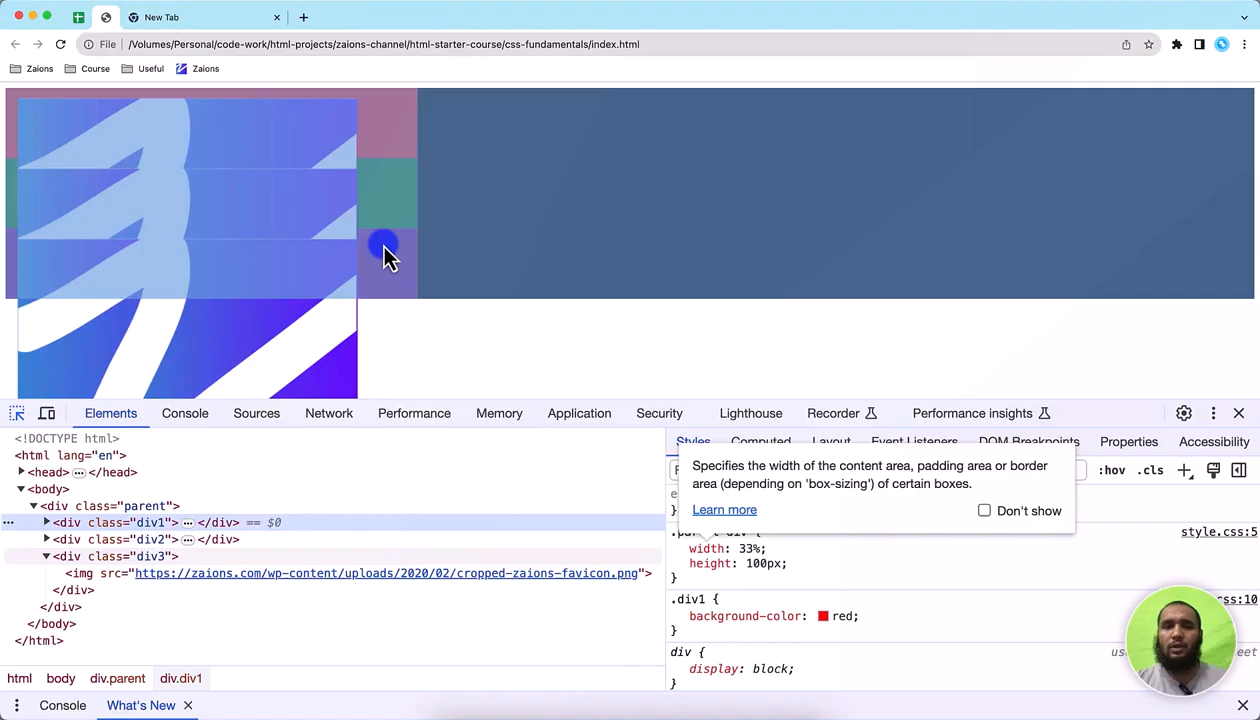 New Tab
File | /Volumes/Personal/code-work/html-projects/zaions-channel/html-starter-course/css-fundamentals/index.html
Zaions Course Useful Zaions
Elements Console Sources Network Performance Memory Application Security Lighthouse Recorder Performance insights
<!DOCTYPE html>
<html lang="en">
<head> ⋯ </head>
<body>
<div class="parent">
<div class="div1"> ⋯ </div> == $0
<div class="div2"> ⋯ </div>
<div class="div3">
<img src="https://zaions.com/wp-content/uploads/2020/02/cropped-zaions-favicon.png">
</div>
</div>
</body>
</html>
html body div.parent div.div1
Styles Computed Layout Event Listeners DOM Breakpoints Properties Accessibility
:hov .cls
Specifies the width of the content area, padding area or border
area (depending on 'box-sizing') of certain boxes.
Learn more Don't show
style.css:5
width: 33%;
height: 100px;
}
.div1 { css:10
background-color: red;
}
div {
display: block;
}
Console What's New